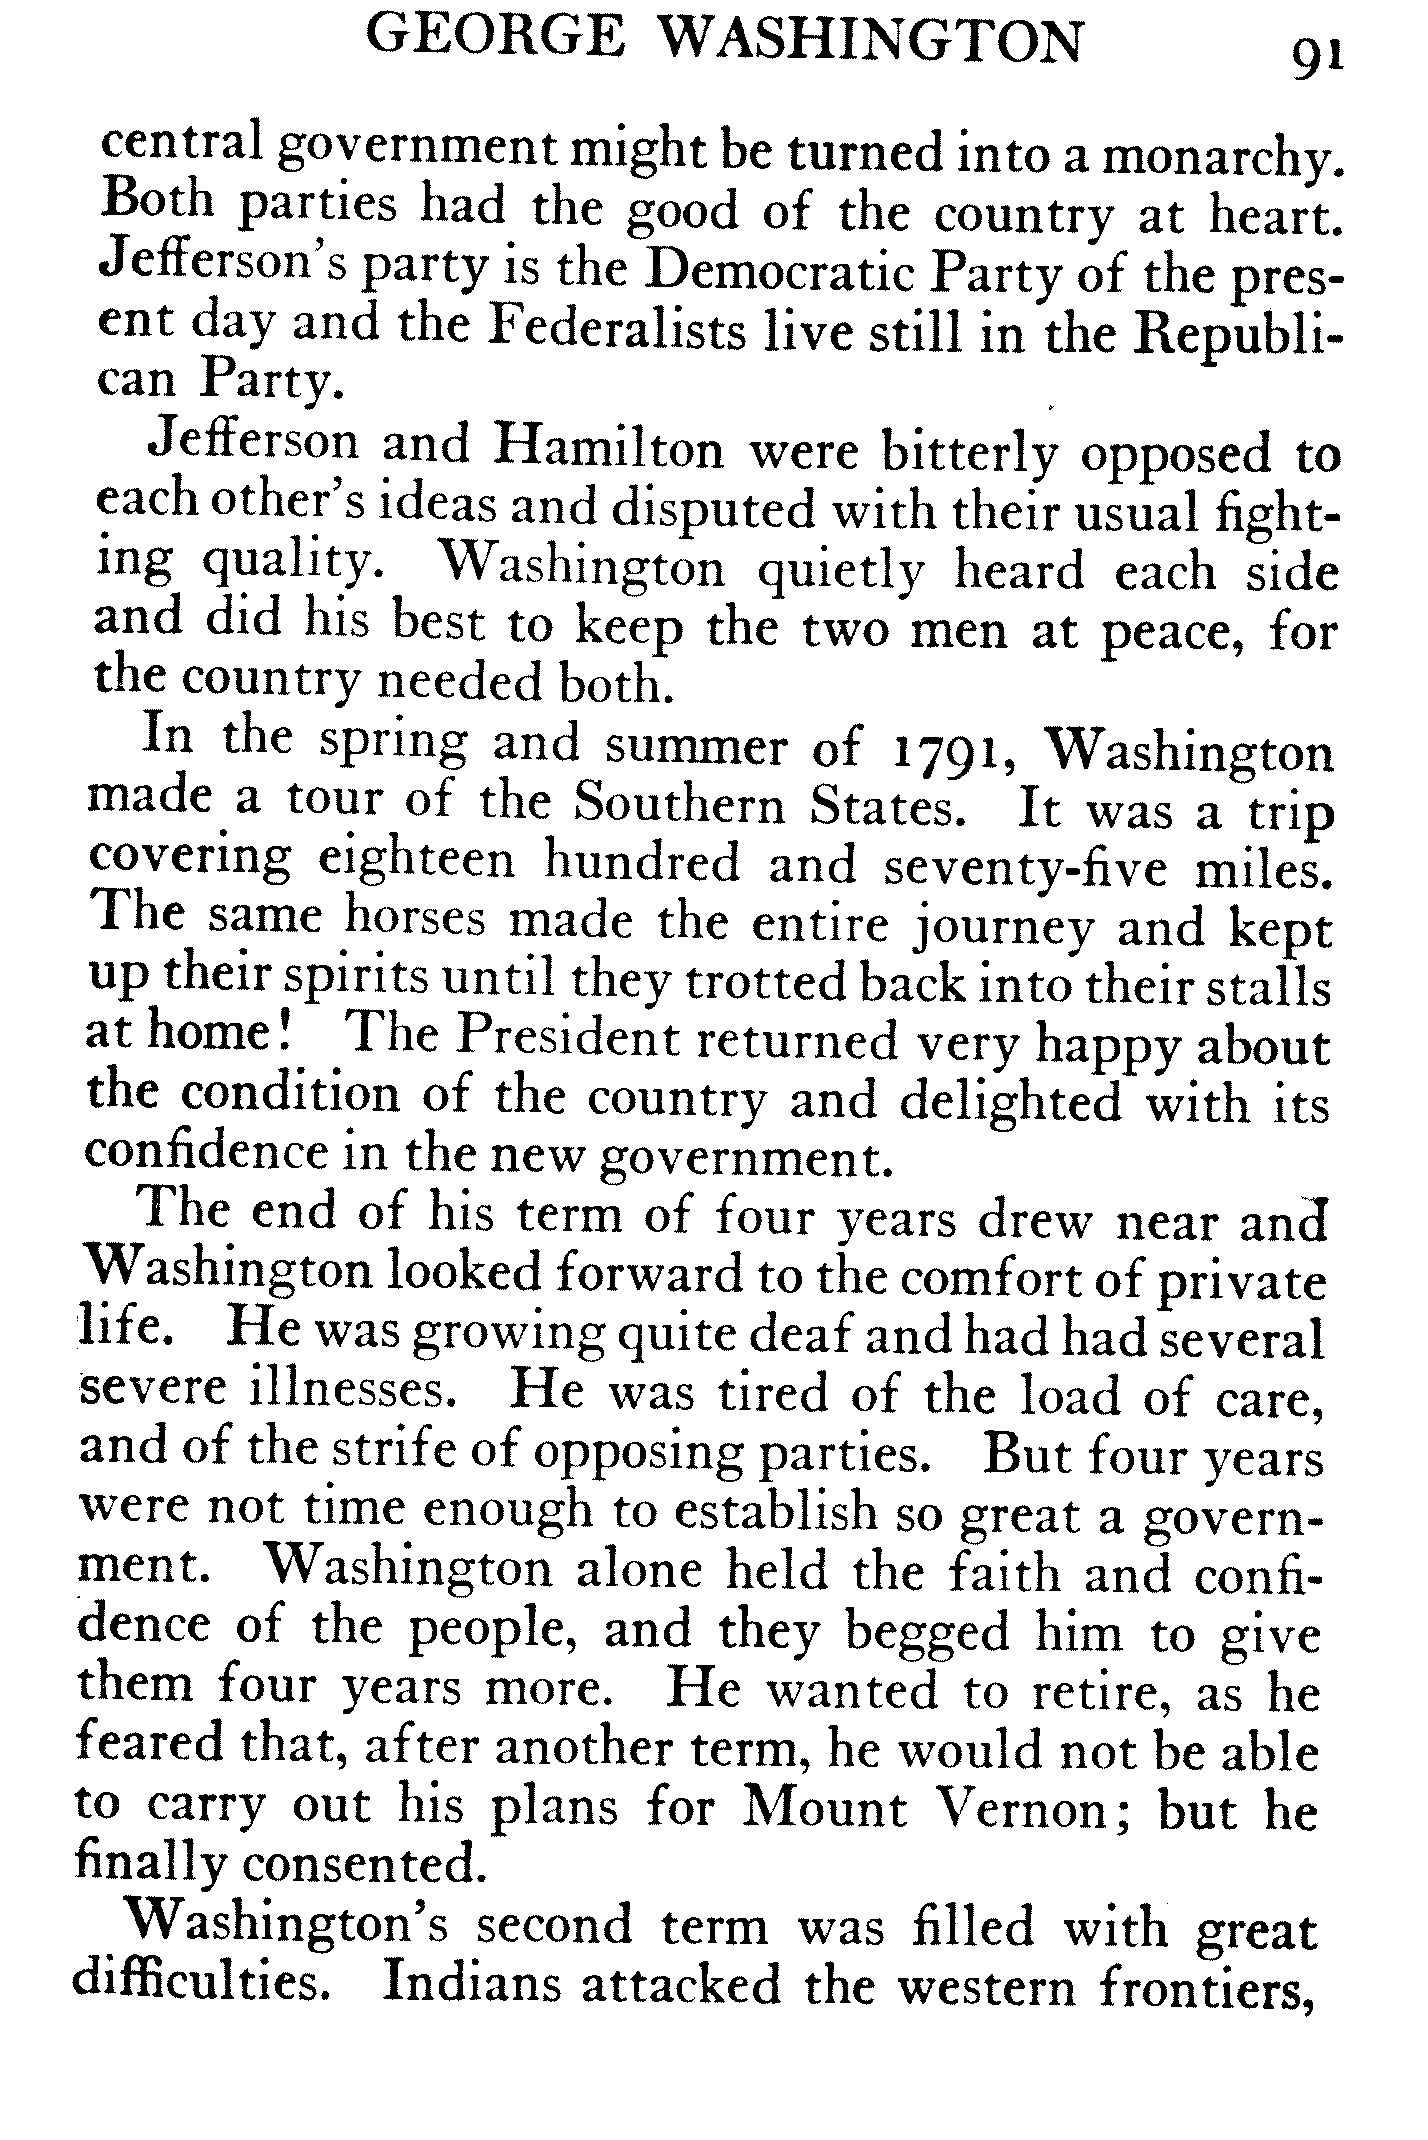 GEORGE WASHINGTON 91
central government might be turned into a monarchy.
Both parties had the good of the country at heart.
Jefferson's party is the Democratic Party of the pres-
ent day and the Federalists live still in the Republi-
can Party.
Jefferson and Hamilton were bitterly opposed to
each other's ideas and disputed with their usual fight-
ing quality. Washington quietly heard each side
and did his best to keep the two men at peace, for
the country needed both.
In the spring and summer of 1791, Washington
made a tour of the Southern States. It was a trip
covering eighteen hundred and seventy-five miles.
The same horses made the entire journey and kept
up their spirits until they trotted back into their stalls
at home! The President returned very happy about
the condition of the country and delighted with its
confidence in the new government.
The end of his term of four years drew near and
Washington looked forward to the comfort of private
life. He was growing quite deaf and had had several
severe illnesses. He was tired of the load of care,
and of the strife of opposing parties. But four years
were not time enough to establish so great a govern-
ment. Washington alone held the faith and confi-
dence of the people, and they begged him to give
them four years more. He wanted to retire, as he
feared that, after another term, he would not be able
to carry out his plans for Mount Vernon; but he
finally consented.
Washington's second term was filled with great
difficulties. Indians attacked the western frontiers,